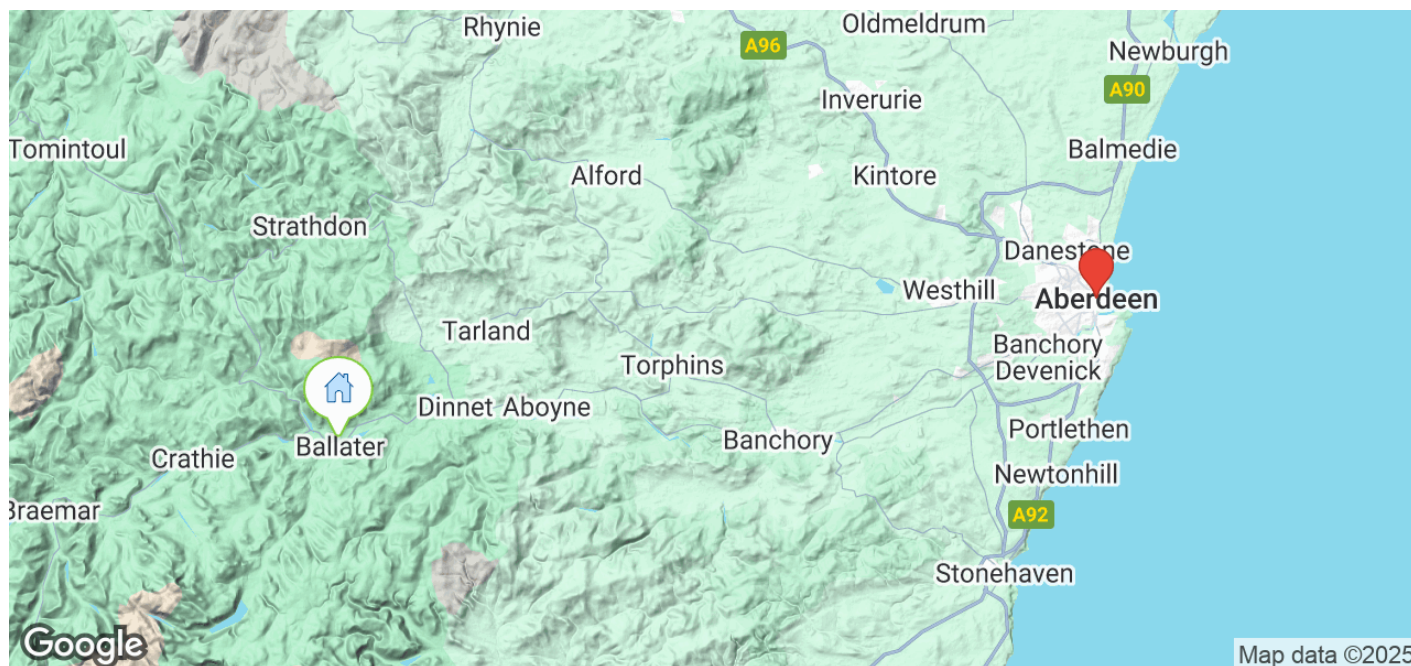 Rhynie
Oldmeldrum
A96
Newburgh
A90
Inverurie
Tomintoul
Balmedie
Alford
Kintore
Strathdon
Danestone
Westhill
Aberdeen
Tarland
Banchory
Devenick
Torphins
Dinnet
Aboyne
Portlethen
Banchory
Ballater
Crathie
Newtonhill
Braemar
A92
Stonehaven
Google
Map data ©2025